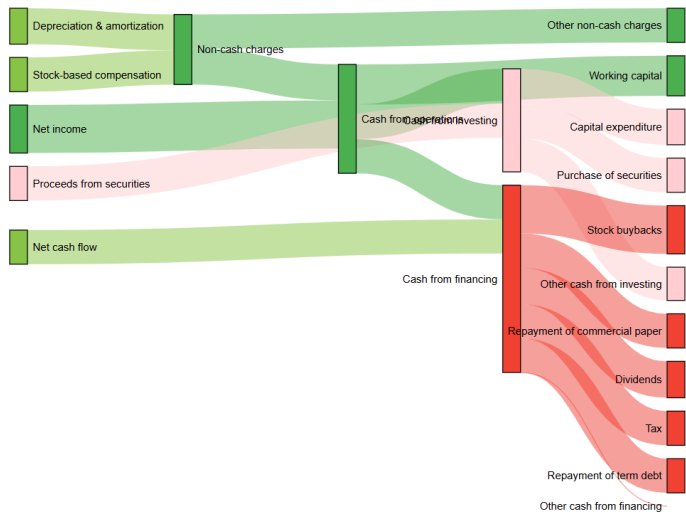 Depreciation & amortization
Non-cash charges
Other non-cash charges
Stock-based compensation
Working capital
Net income
Cash from operations
Cash from investing
Capital expenditure
Proceeds from securities
Purchase of securities
Stock buybacks
Net cash flow
Cash from financing
Other cash from investing
Repayment of commercial paper
Dividends
Tax
Repayment of term debt
Other cash from financing